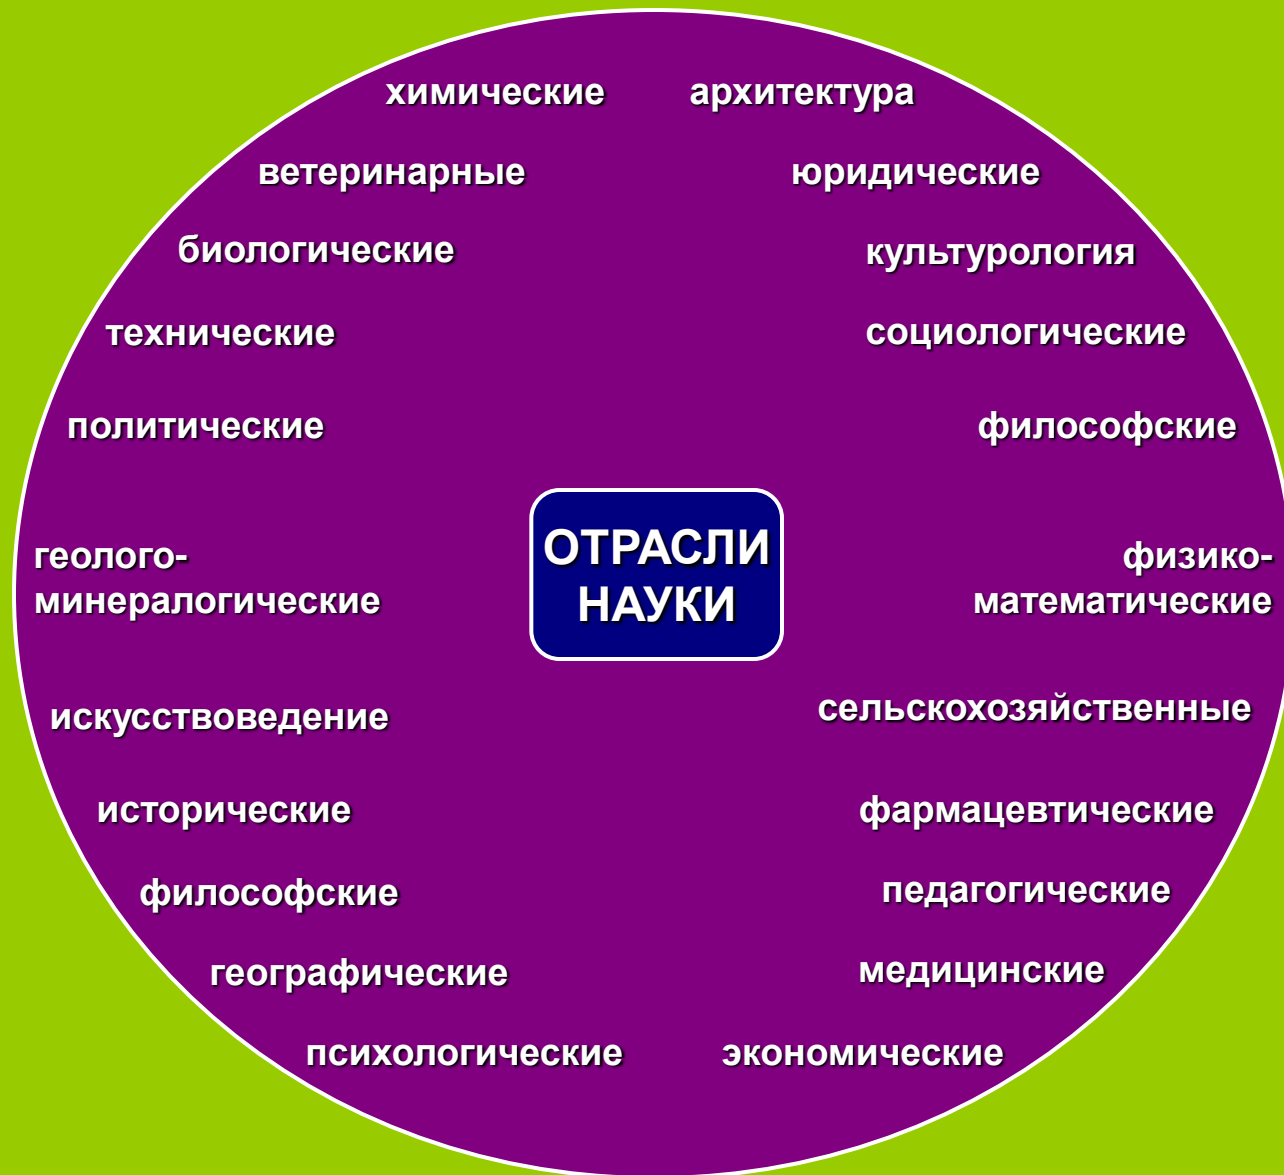 химические
архитектура
ветеринарные
юридические
биологические
культурология
технические
социологические
политические
философские
ОТРАСЛИ
НАУКИ
геолого-
минералогические
физико-
математические
искусствоведение
сельскохозяйственные
исторические
фармацевтические
философские
педагогические
географические
медицинские
психологические
экономические